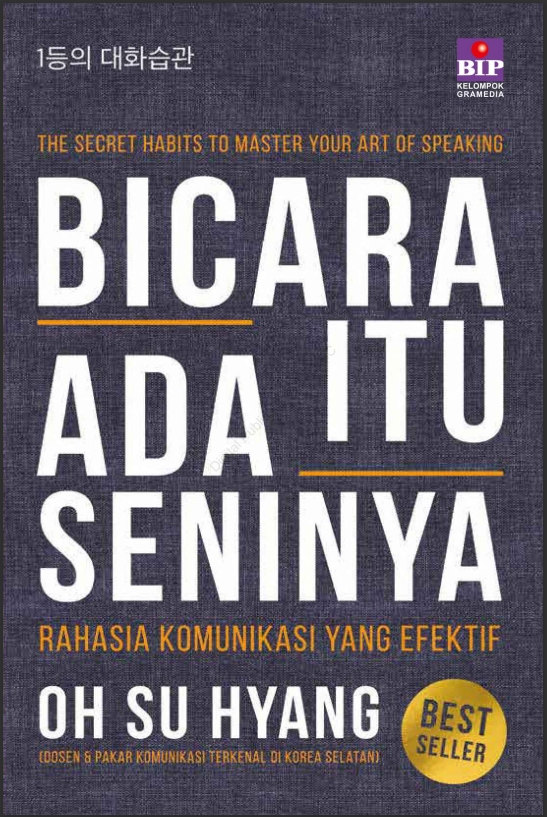 1등의 대화습관
BIP
KELOMPOK
GRAMEDIA
THE SECRET HABITS TO MASTER YOUR ART OF SPEAKING
BICARA
ITU
ADA
SENINYA
RAHASIA KOMUNIKASI YANG EFEKTIF
OH SU HYANG
(DOSEN & PAKAR KOMUNIKASI TERKENAL DI KOREA SELATAN)
BEST
SELLER